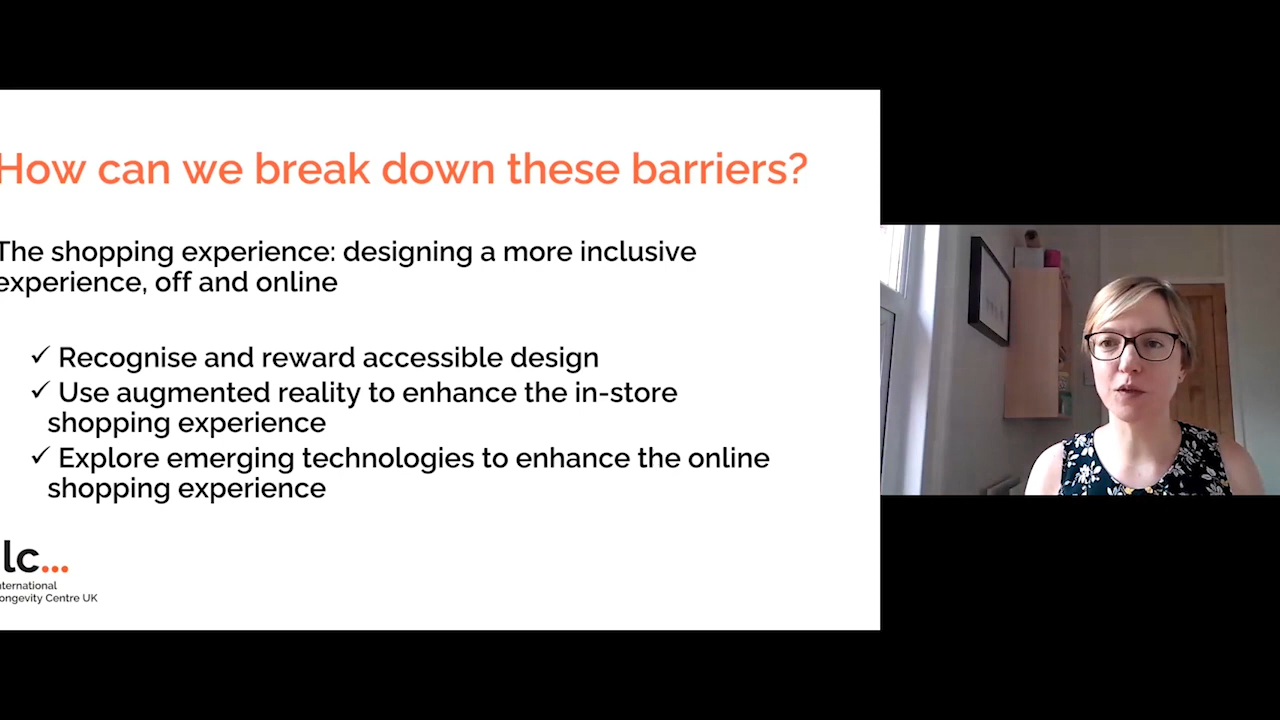 How can we break down these barriers?
The shopping experience: designing a more inclusive
experience, off and online
✓ Recognise and reward accessible design
✓ Use augmented reality to enhance the in-store
shopping experience
✓ Explore emerging technologies to enhance the online
shopping experience
lc...
nternational
ongevity Centre UK